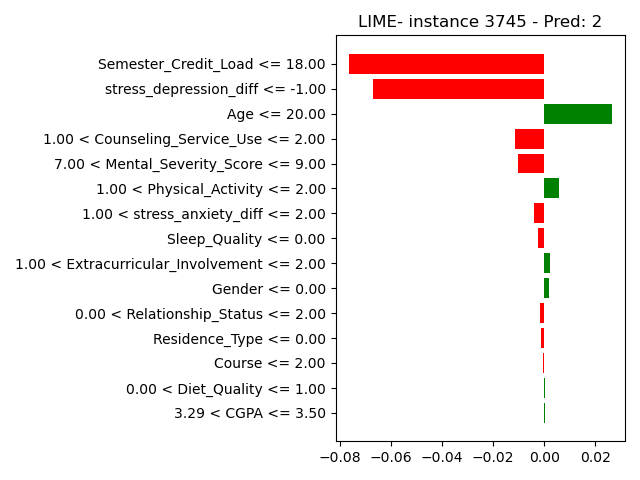 LIME- instance 3745 - Pred: 2
Semester_Credit_Load <= 18.00
stress_depression_diff <= -1.00
Age <= 20.00
1.00 < Counseling_Service_Use <= 2.00
7.00 < Mental_Severity_Score <= 9.00
1.00 < Physical_Activity <= 2.00
1.00 < stress_anxiety_diff <= 2.00
Sleep_Quality <= 0.00
1.00 < Extracurricular_Involvement <= 2.00
Gender <= 0.00
0.00 < Relationship_Status <= 2.00
Residence_Type <= 0.00
Course <= 2.00
0.00 < Diet_Quality <= 1.00
3.29 < CGPA <= 3.50
−0.08 −0.06 −0.04 −0.02 0.00 0.02